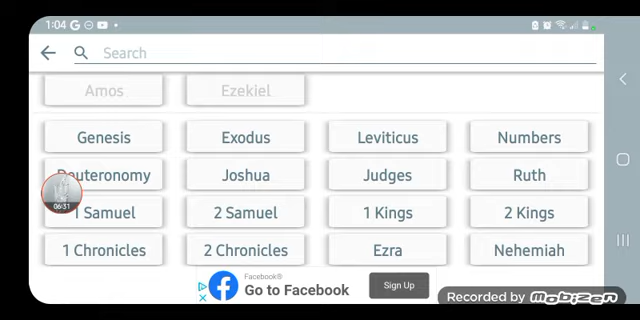 1:04 G
Search
Amos Ezekiel
Genesis Exodus Leviticus Numbers
Deuteronomy Joshua Judges Ruth
06:31
1 Samuel 2 Samuel 1 Kings 2 Kings
1 Chronicles 2 Chronicles Ezra Nehemiah
Facebook®
Go to Facebook
Sign Up
Recorded by Mobizen